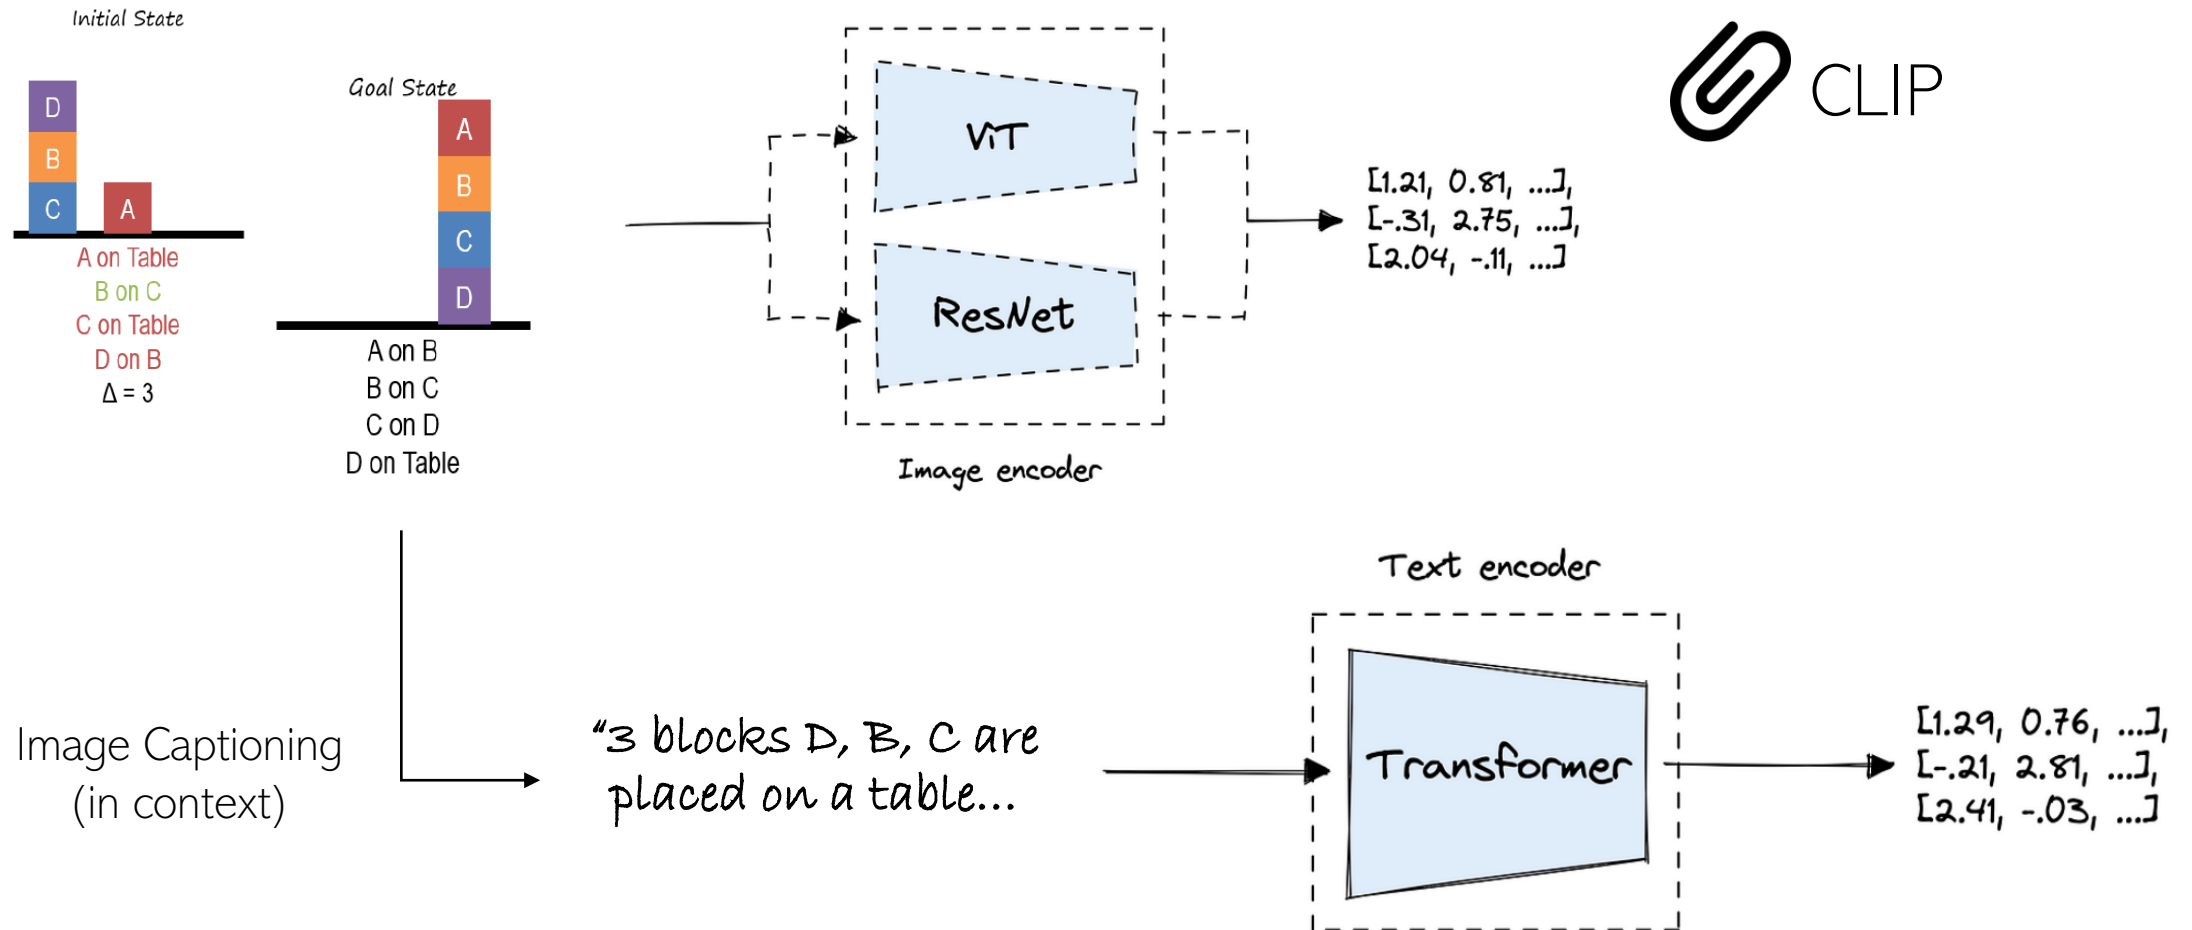 Initial State
D
B
C
A
A on Table
B on C
C on Table
D on B
Δ = 3
Goal State
A
B
C
D
A on B
B on C
C on D
D on Table
ViT
ResNet
Image encoder
[1.21, 0.81, ...],
[-.31, 2.75, ...],
[2.04, -.11, ...]
CLIP
Image Captioning
(in context)
“3 blocks D, B, C are
placed on a table...
Text encoder
Transformer
[1.29, 0.76, ...],
[-.21, 2.81, ...],
[2.41, -.03, ...]